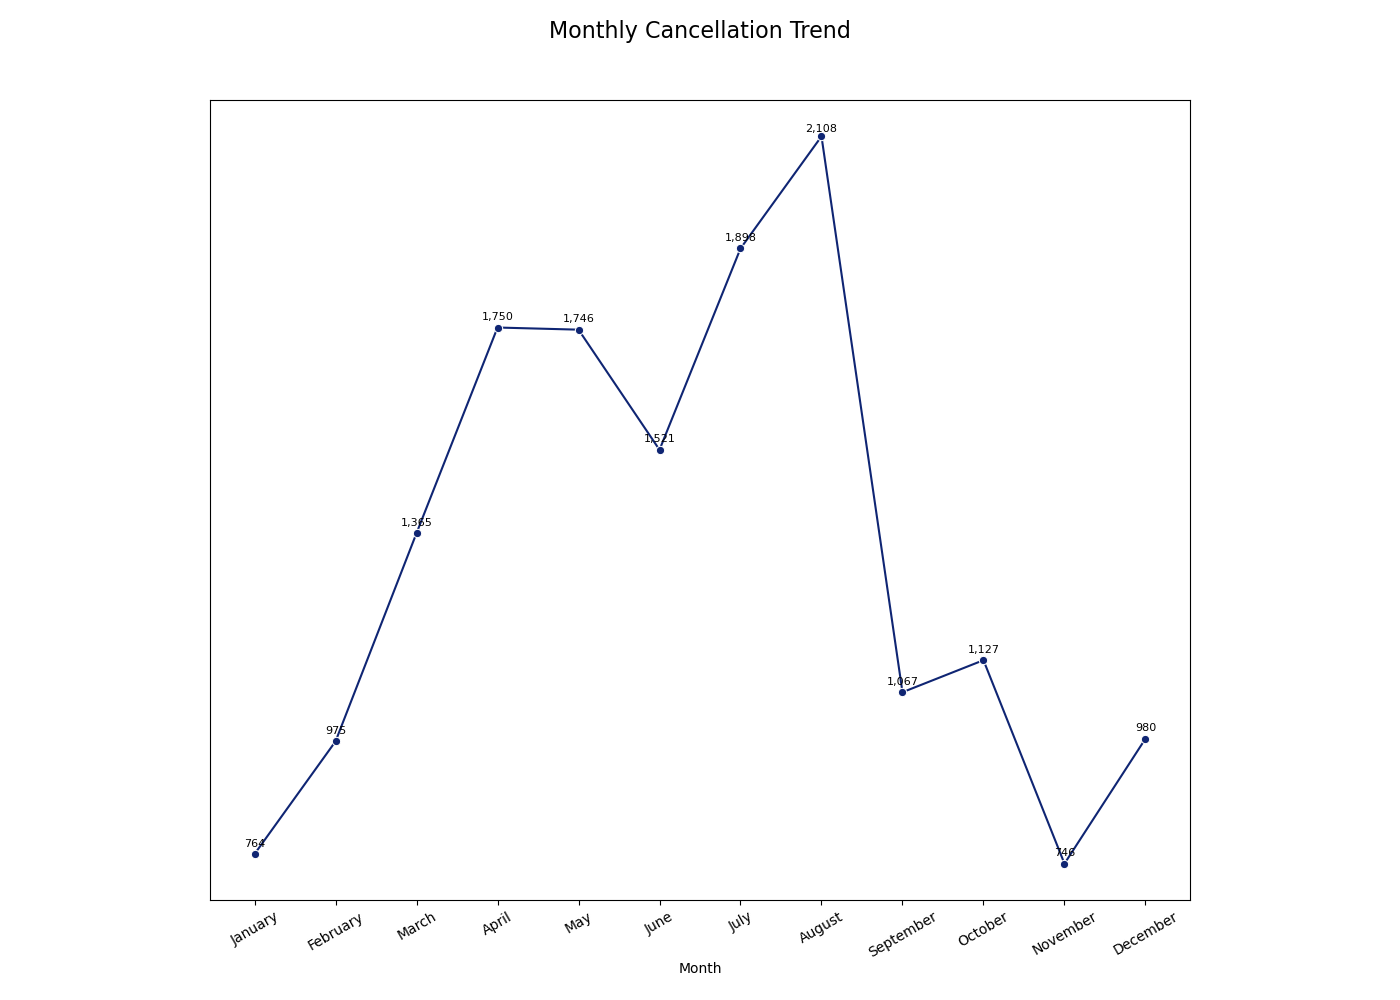 Monthly Cancellation Trend
2,108
1,898
1,750
1,746
1,521
1,365
1,127
1,067
975
980
764
746
January
February
March
April
May
June
July
August
September
October
November
December
Month